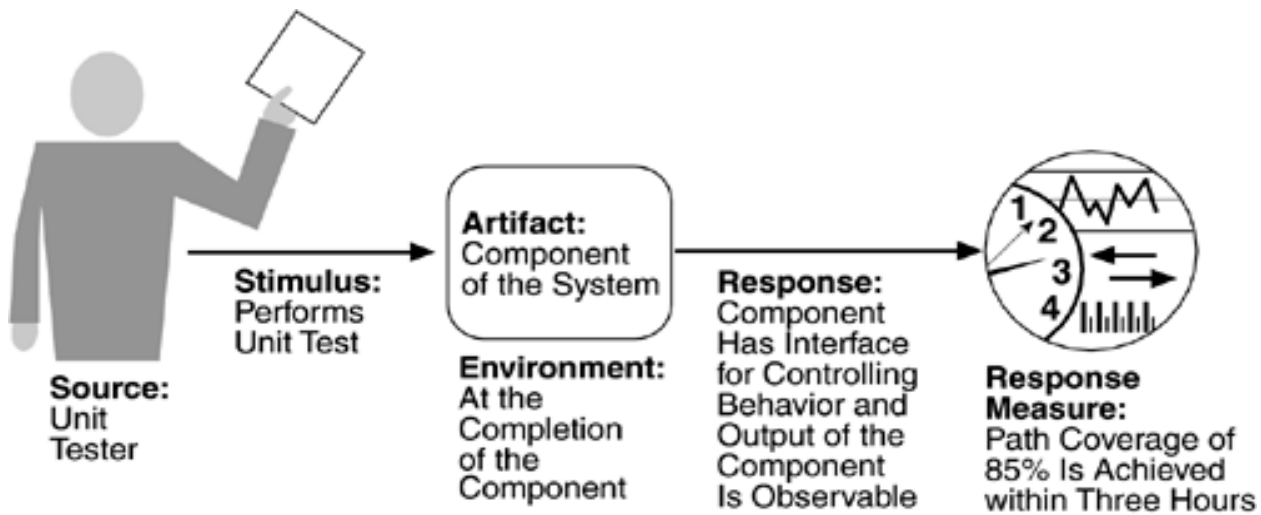 Source:
Unit
Tester
Stimulus:
Performs
Unit Test
Artifact:
Component
of the System
Environment:
At the
Completion
of the
Component
Response:
Component
Has Interface
for Controlling
Behavior and
Output of the
Component
Is Observable
1
2
3
4
Response
Measure:
Path Coverage of
85% Is Achieved
within Three Hours